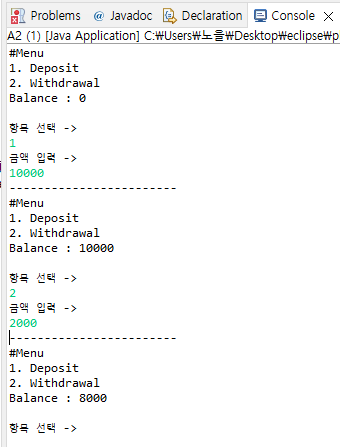 Problems @ Javadoc Declaration Console
A2 (1) [Java Application] C:₩Users₩노을₩Desktop₩eclipse₩p
#Menu
1. Deposit
2. Withdrawal
Balance : 0
항목 선택 ->
1
금액 입력 ->
10000
------------------------
#Menu
1. Deposit
2. Withdrawal
Balance : 10000
항목 선택 ->
2
금액 입력 ->
2000
------------------------
#Menu
1. Deposit
2. Withdrawal
Balance : 8000
항목 선택 ->